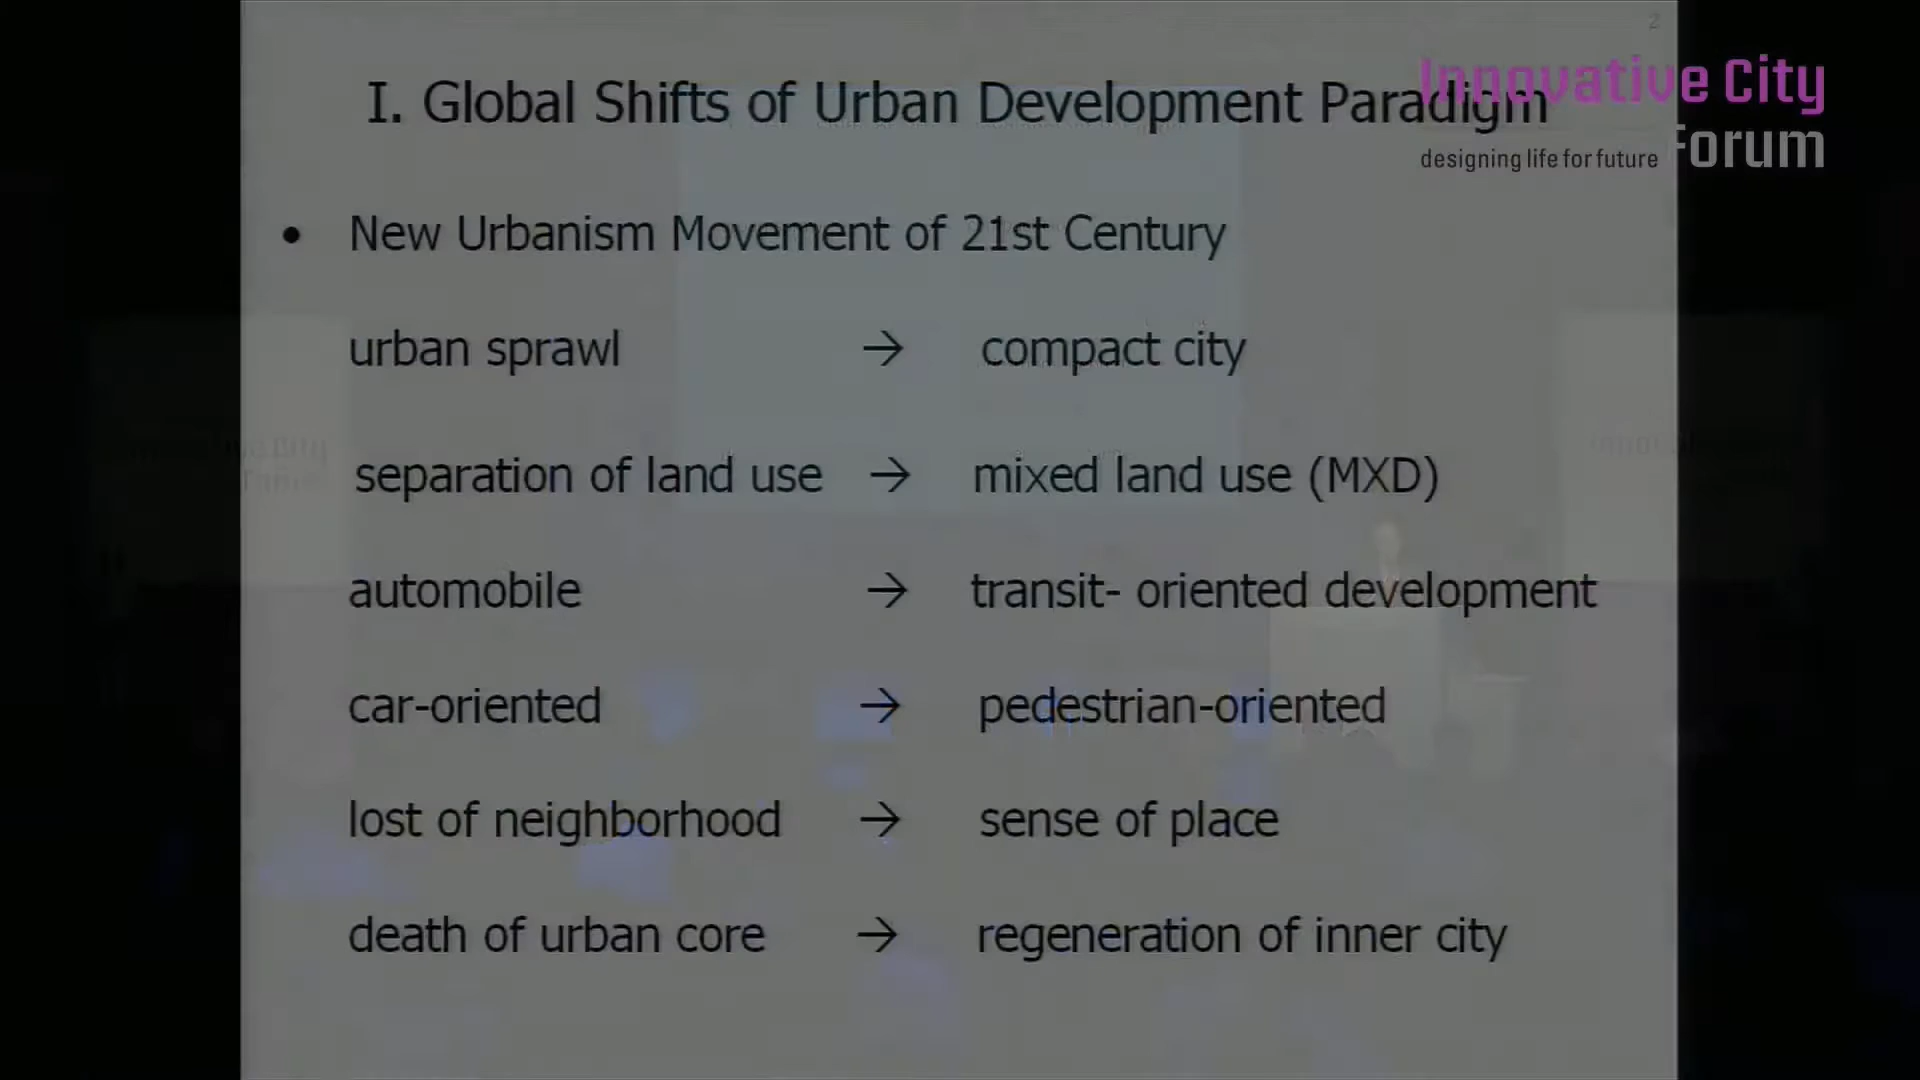 2
Innovative City
Forum
designing life for future
I. Global Shifts of Urban Development Paradigm
• New Urbanism Movement of 21st Century
urban sprawl → compact city
separation of land use → mixed land use (MXD)
automobile → transit- oriented development
car-oriented → pedestrian-oriented
lost of neighborhood → sense of place
death of urban core → regeneration of inner city